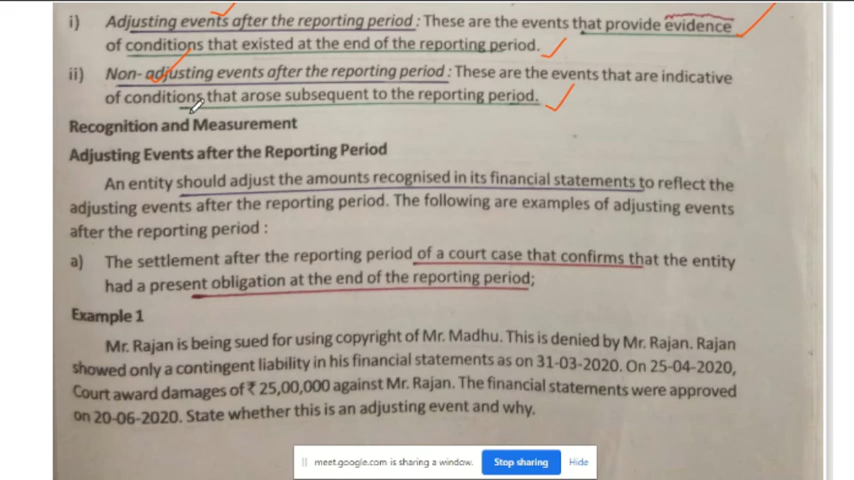 i) Adjusting events after the reporting period : These are the events that provide evidence
of conditions that existed at the end of the reporting period.
ii) Non- adjusting events after the reporting period : These are the events that are indicative
of conditions that arose subsequent to the reporting period.
Recognition and Measurement
Adjusting Events after the Reporting Period
An entity should adjust the amounts recognised in its financial statements to reflect the
adjusting events after the reporting period. The following are examples of adjusting events
after the reporting period :
a) The settlement after the reporting period of a court case that confirms that the entity
had a present obligation at the end of the reporting period;
Example 1
Mr. Rajan is being sued for using copyright of Mr. Madhu. This is denied by Mr. Rajan. Rajan
showed only a contingent liability in his financial statements as on 31-03-2020. On 25-04-2020,
Court award damages of ₹ 25,00,000 against Mr. Rajan. The financial statements were approved
on 20-06-2020. State whether this is an adjusting event and why.
meet.google.com is sharing a window. Stop sharing Hide